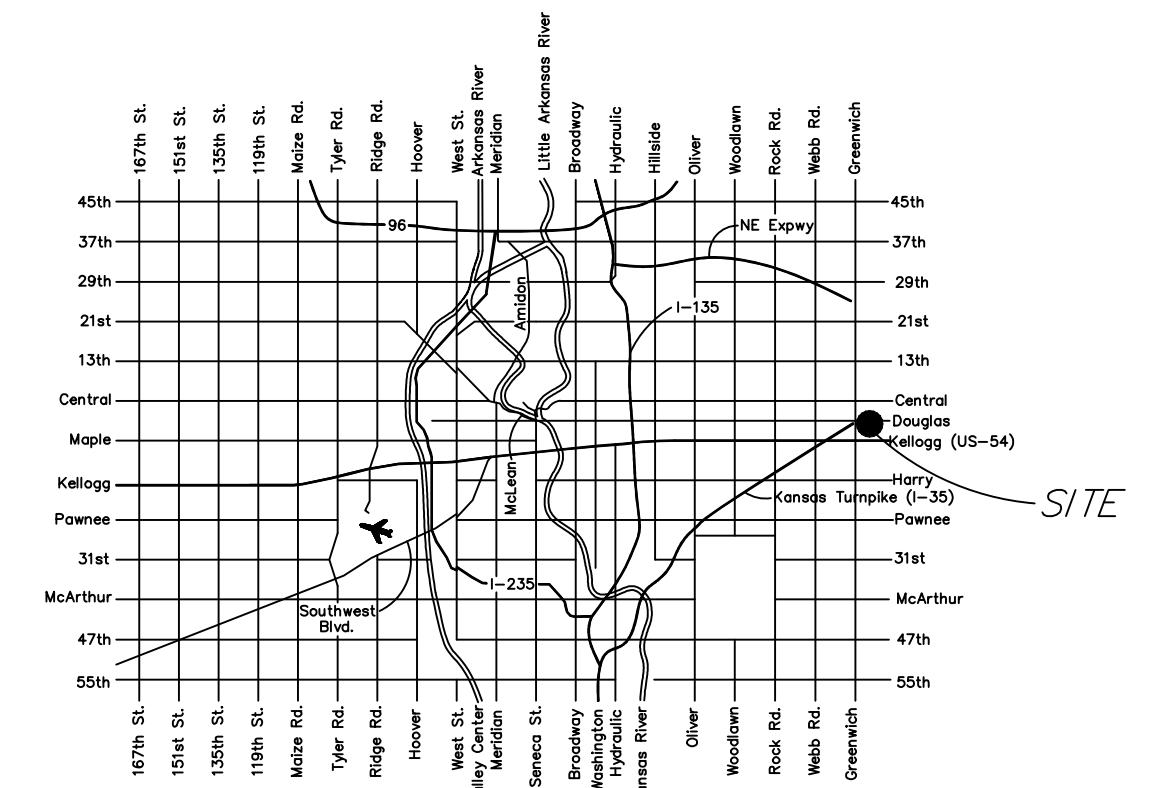 167th St.
151st St.
135th St.
119th St.
Maize Rd.
Tyler Rd.
Ridge Rd.
Hoover
West St.
Arkansas River
Meridian
Little Arkansas River
Broadway
Hydraulic
Hillside
Oliver
Woodlawn
Rock Rd.
Webb Rd.
Greenwich
45th
45th
96
NE Expwy
37th
37th
29th
29th
Amidon
I-135
21st
21st
13th
13th
Central
Central
Douglas
Maple
Kellogg (US-54)
McLean
Kellogg
Harry
Kansas Turnpike (I-35)
SITE
Pawnee
Pawnee
31st
31st
I-235
McArthur
McArthur
Southwest
Blvd.
47th
47th
55th
55th
167th St.
151st St.
135th St.
119th St.
Maize Rd.
Tyler Rd.
Ridge Rd.
Hoover
West St.
alley Center
Meridian
Seneca St.
Broadway
Washington
Hydraulic
nsas River
Oliver
Woodlawn
Rock Rd.
Webb Rd.
Greenwich